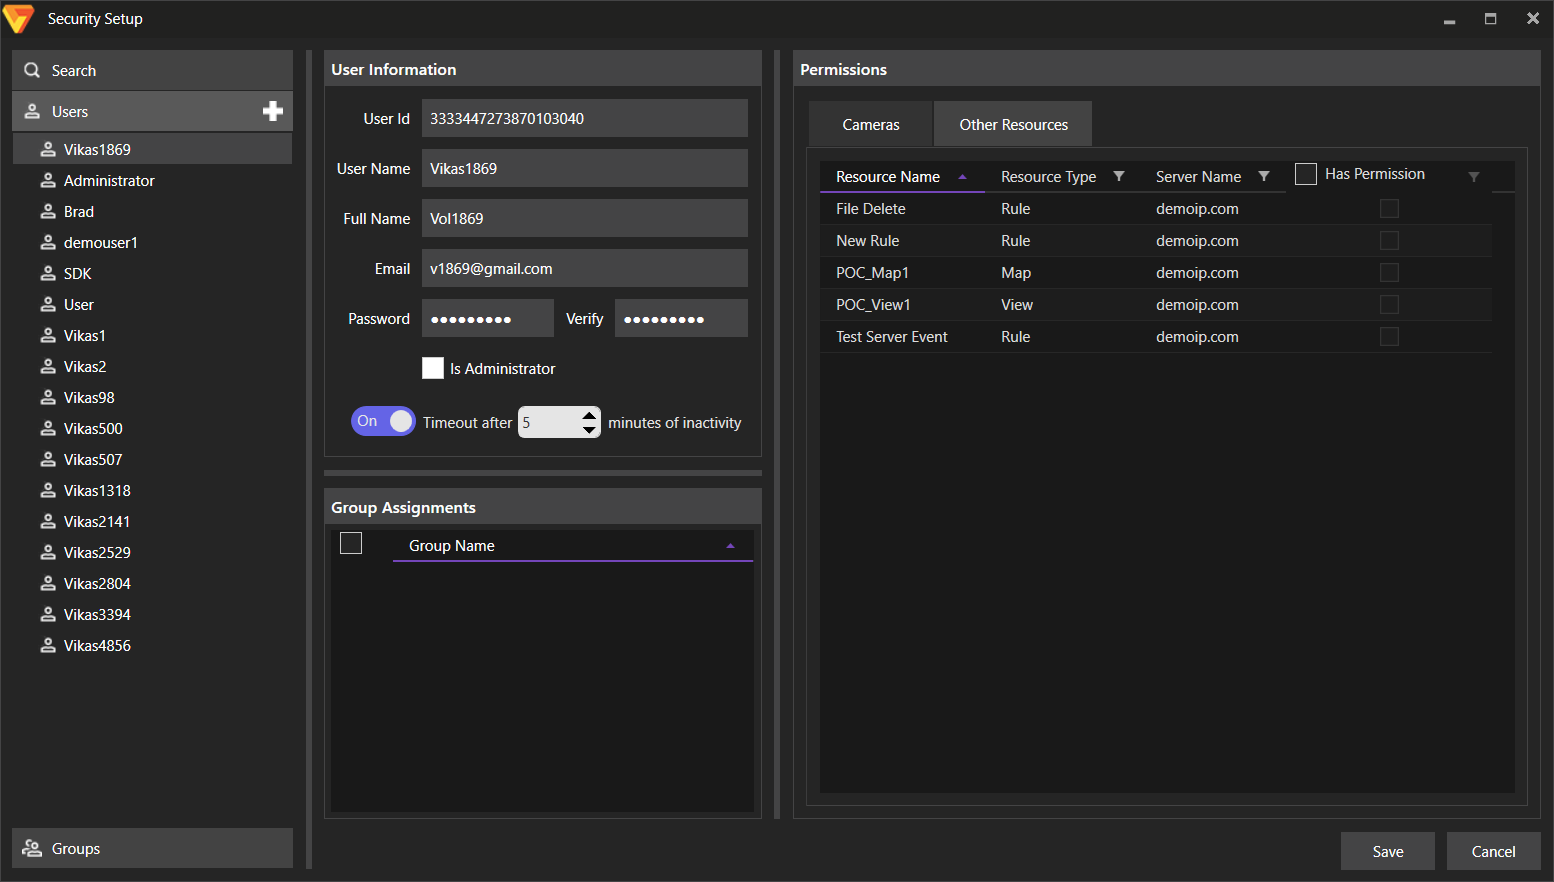 Security Setup
Search
Users
Vikas1869
Administrator
Brad
demouser1
SDK
User
Vikas1
Vikas2
Vikas98
Vikas500
Vikas507
Vikas1318
Vikas2141
Vikas2529
Vikas2804
Vikas3394
Vikas4856
Groups
User Information
User Id 3333447273870103040
User Name Vikas1869
Full Name Vol1869
Email v1869@gmail.com
Password ●●●●●●●●● Verify ●●●●●●●●●
Is Administrator
On Timeout after 5 minutes of inactivity
Group Assignments
Group Name
Permissions
Cameras Other Resources
Resource Name Resource Type Server Name Has Permission
File Delete Rule demoip.com
New Rule Rule demoip.com
POC_Map1 Map demoip.com
POC_View1 View demoip.com
Test Server Event Rule demoip.com
Save Cancel